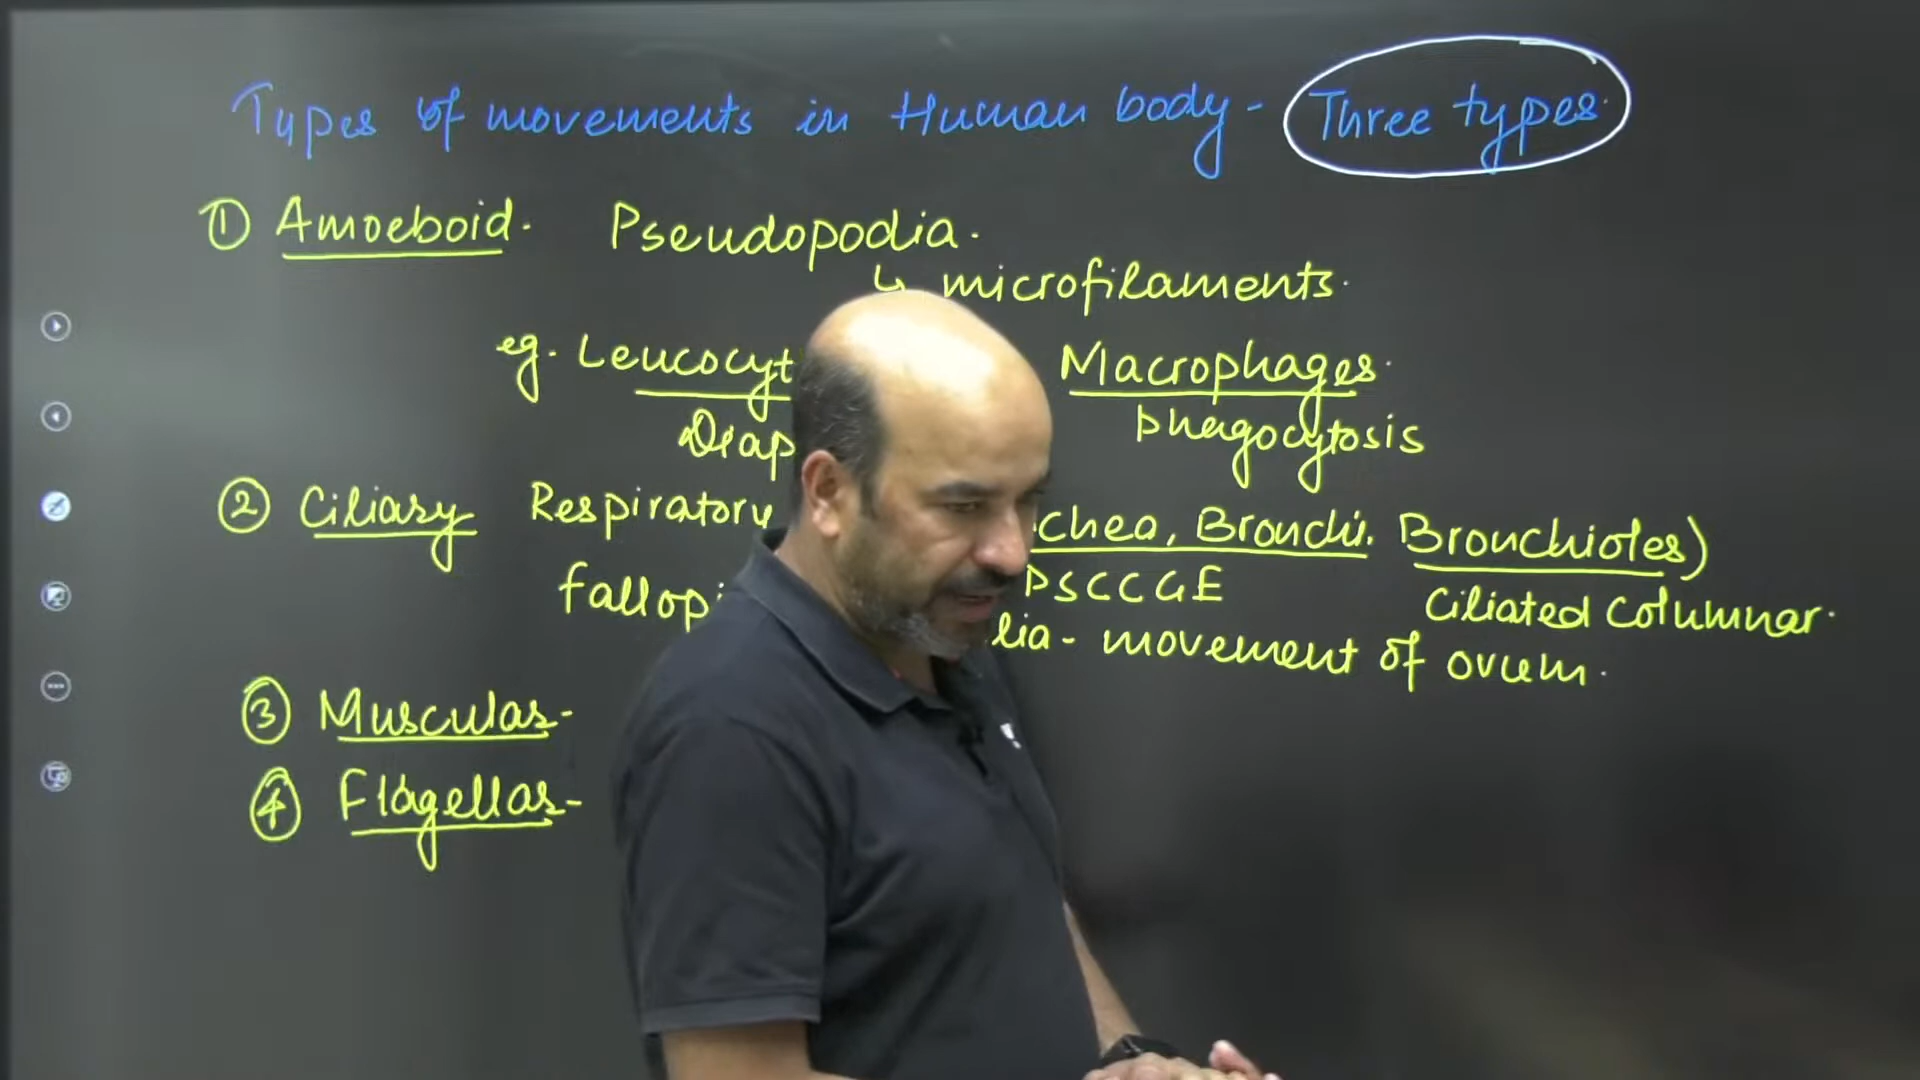 Types of movements in Human body - Three types.
① Amoeboid. Pseudopodia.
↳ microfilaments.
eg. Leucocyt Macrophages.
Diap phagocytosis
② Ciliary Respiratory chea, Bronchi. Bronchioles)
fallopi PSCCGE ciliated columnar.
lia - movement of ovum.
③ Muscular -
④ Flagellar -